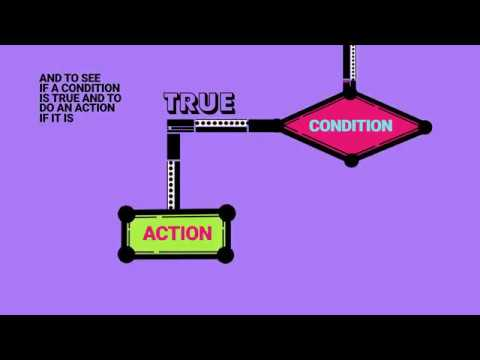 AND TO SEE
IF A CONDITION
IS TRUE AND TO
DO AN ACTION
IF IT IS
TRUE
CONDITION
ACTION